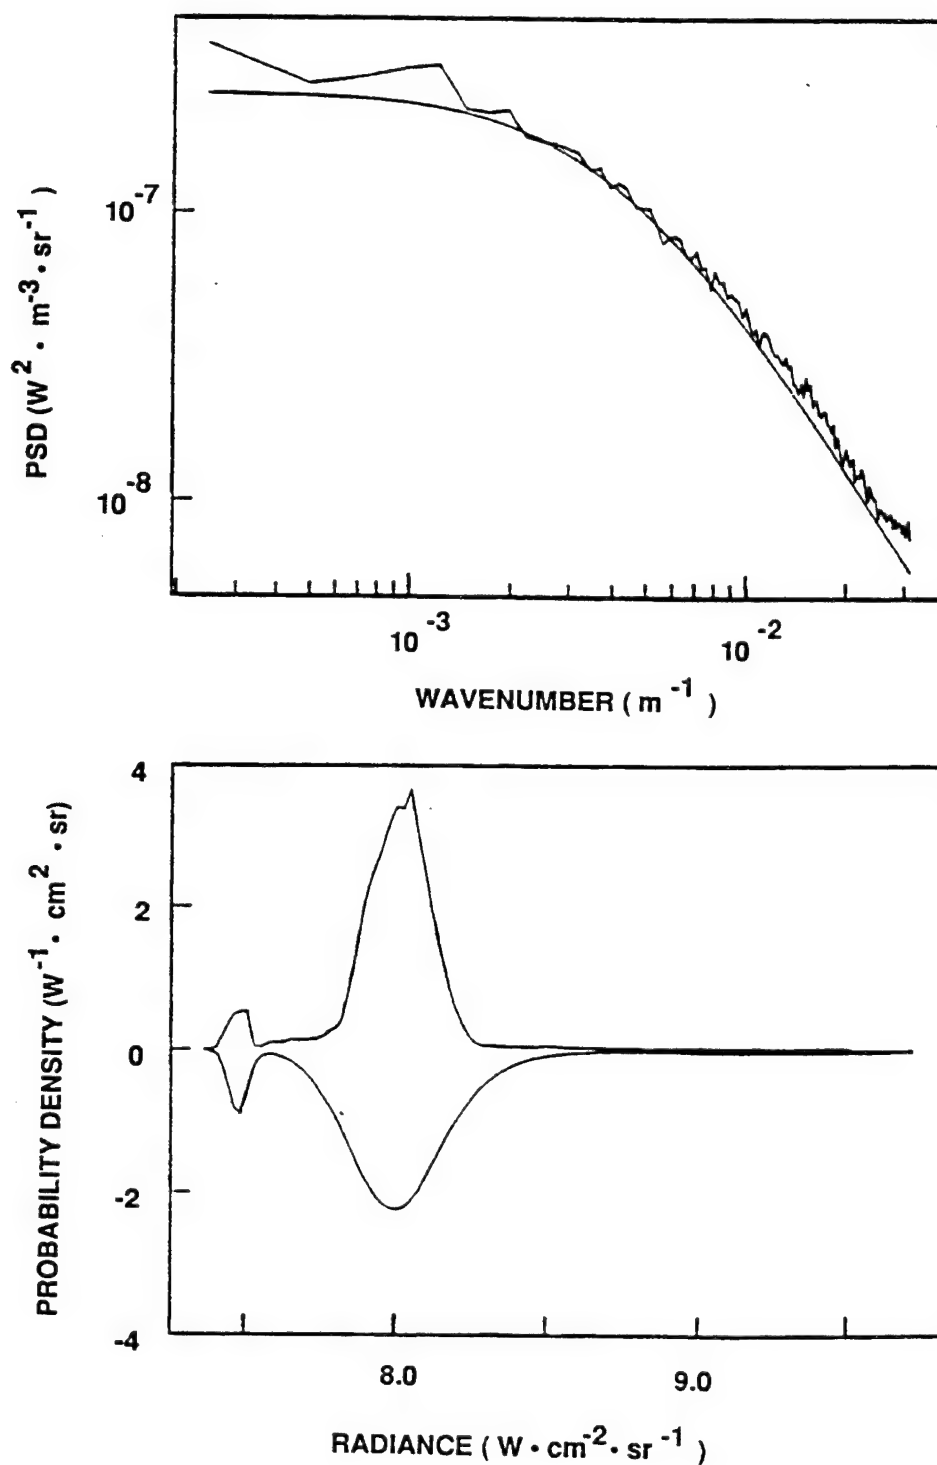 PSD (W² • m⁻³ • sr⁻¹)
10⁻⁷
10⁻⁸
10⁻³ 10⁻²
WAVENUMBER ( m⁻¹ )
PROBABILITY DENSITY (W⁻¹ • cm² • sr)
4
2
0
-2
-4
8.0 9.0
RADIANCE ( W • cm⁻² • sr⁻¹ )